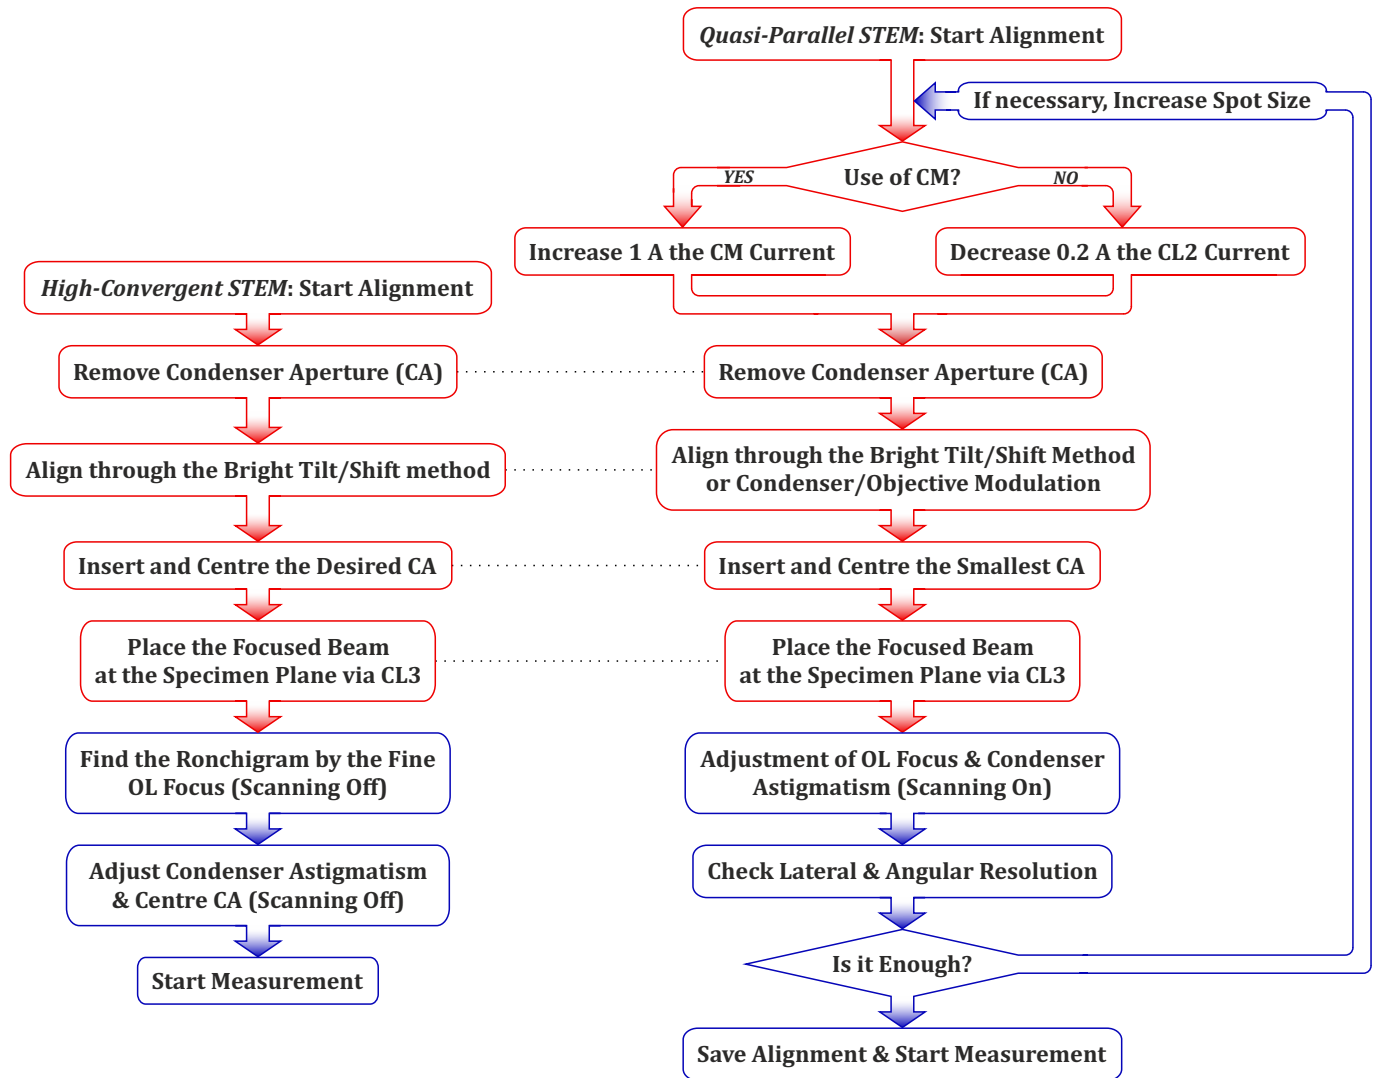 Quasi-Parallel STEM: Start Alignment
If necessary, Increase Spot Size
Use of CM?
YES
NO
Increase 1 A the CM Current
Decrease 0.2 A the CL2 Current
High-Convergent STEM: Start Alignment
Remove Condenser Aperture (CA)
Remove Condenser Aperture (CA)
Align through the Bright Tilt/Shift method
Align through the Bright Tilt/Shift Method
or Condenser/Objective Modulation
Insert and Centre the Desired CA
Insert and Centre the Smallest CA
Place the Focused Beam
at the Specimen Plane via CL3
Place the Focused Beam
at the Specimen Plane via CL3
Find the Ronchigram by the Fine
OL Focus (Scanning Off)
Adjustment of OL Focus & Condenser
Astigmatism (Scanning On)
Adjust Condenser Astigmatism
& Centre CA (Scanning Off)
Check Lateral & Angular Resolution
Start Measurement
Is it Enough?
Save Alignment & Start Measurement